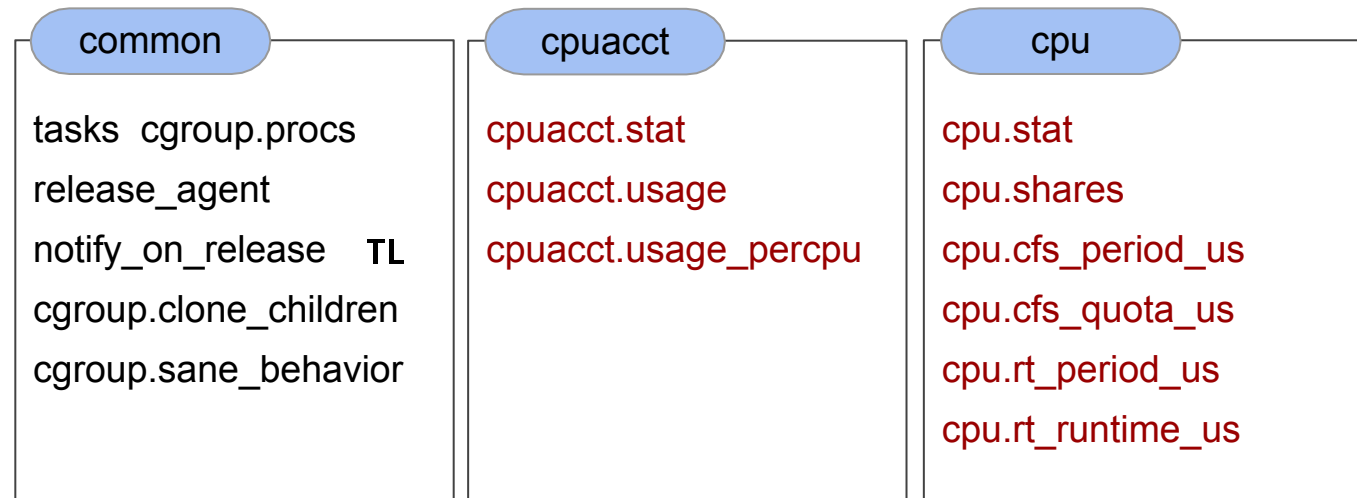 common
tasks cgroup.procs
release_agent
notify_on_release TL
cgroup.clone_children
cgroup.sane_behavior
cpuacct
cpuacct.stat
cpuacct.usage
cpuacct.usage_percpu
cpu
cpu.stat
cpu.shares
cpu.cfs_period_us
cpu.cfs_quota_us
cpu.rt_period_us
cpu.rt_runtime_us